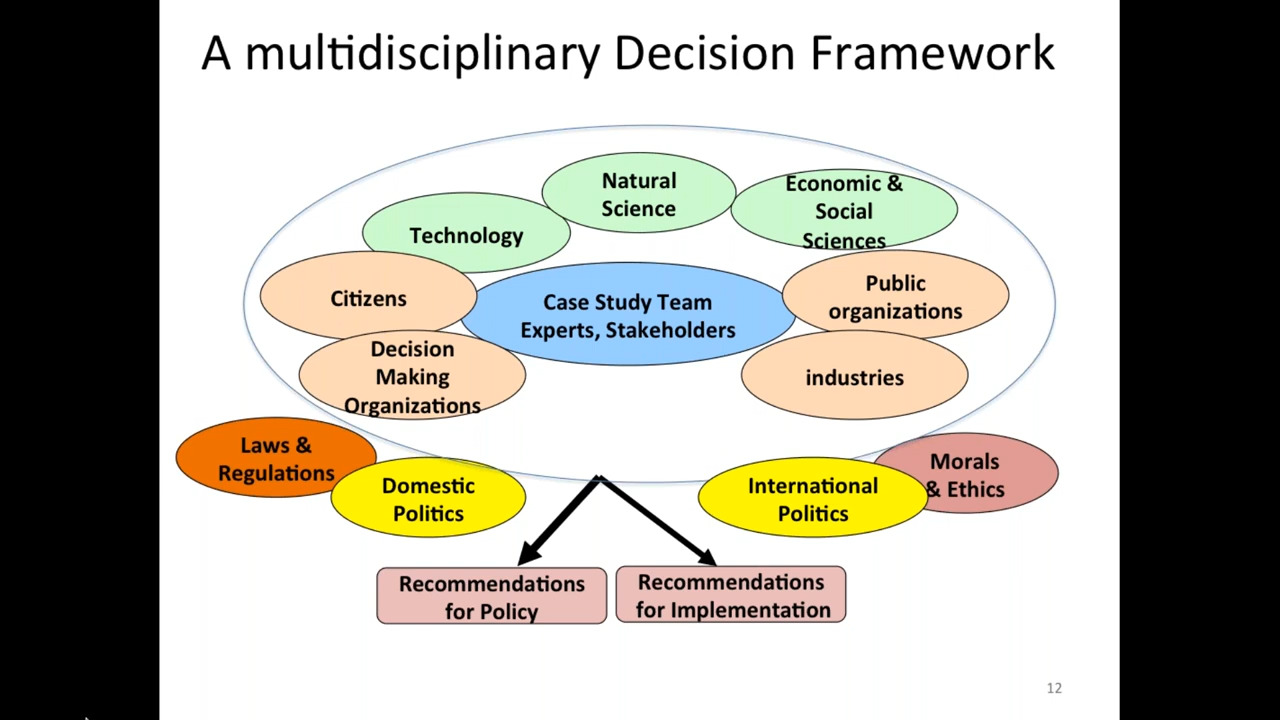 A multidisciplinary Decision Framework
Natural
Science
Economic &
Social
Sciences
Technology
Citizens
Case Study Team
Experts, Stakeholders
Public
organizations
Decision
Making
Organizations
industries
Laws &
Regulations
Domestic
Politics
International
Politics
Morals
& Ethics
Recommendations
for Policy
Recommendations
for Implementation
12